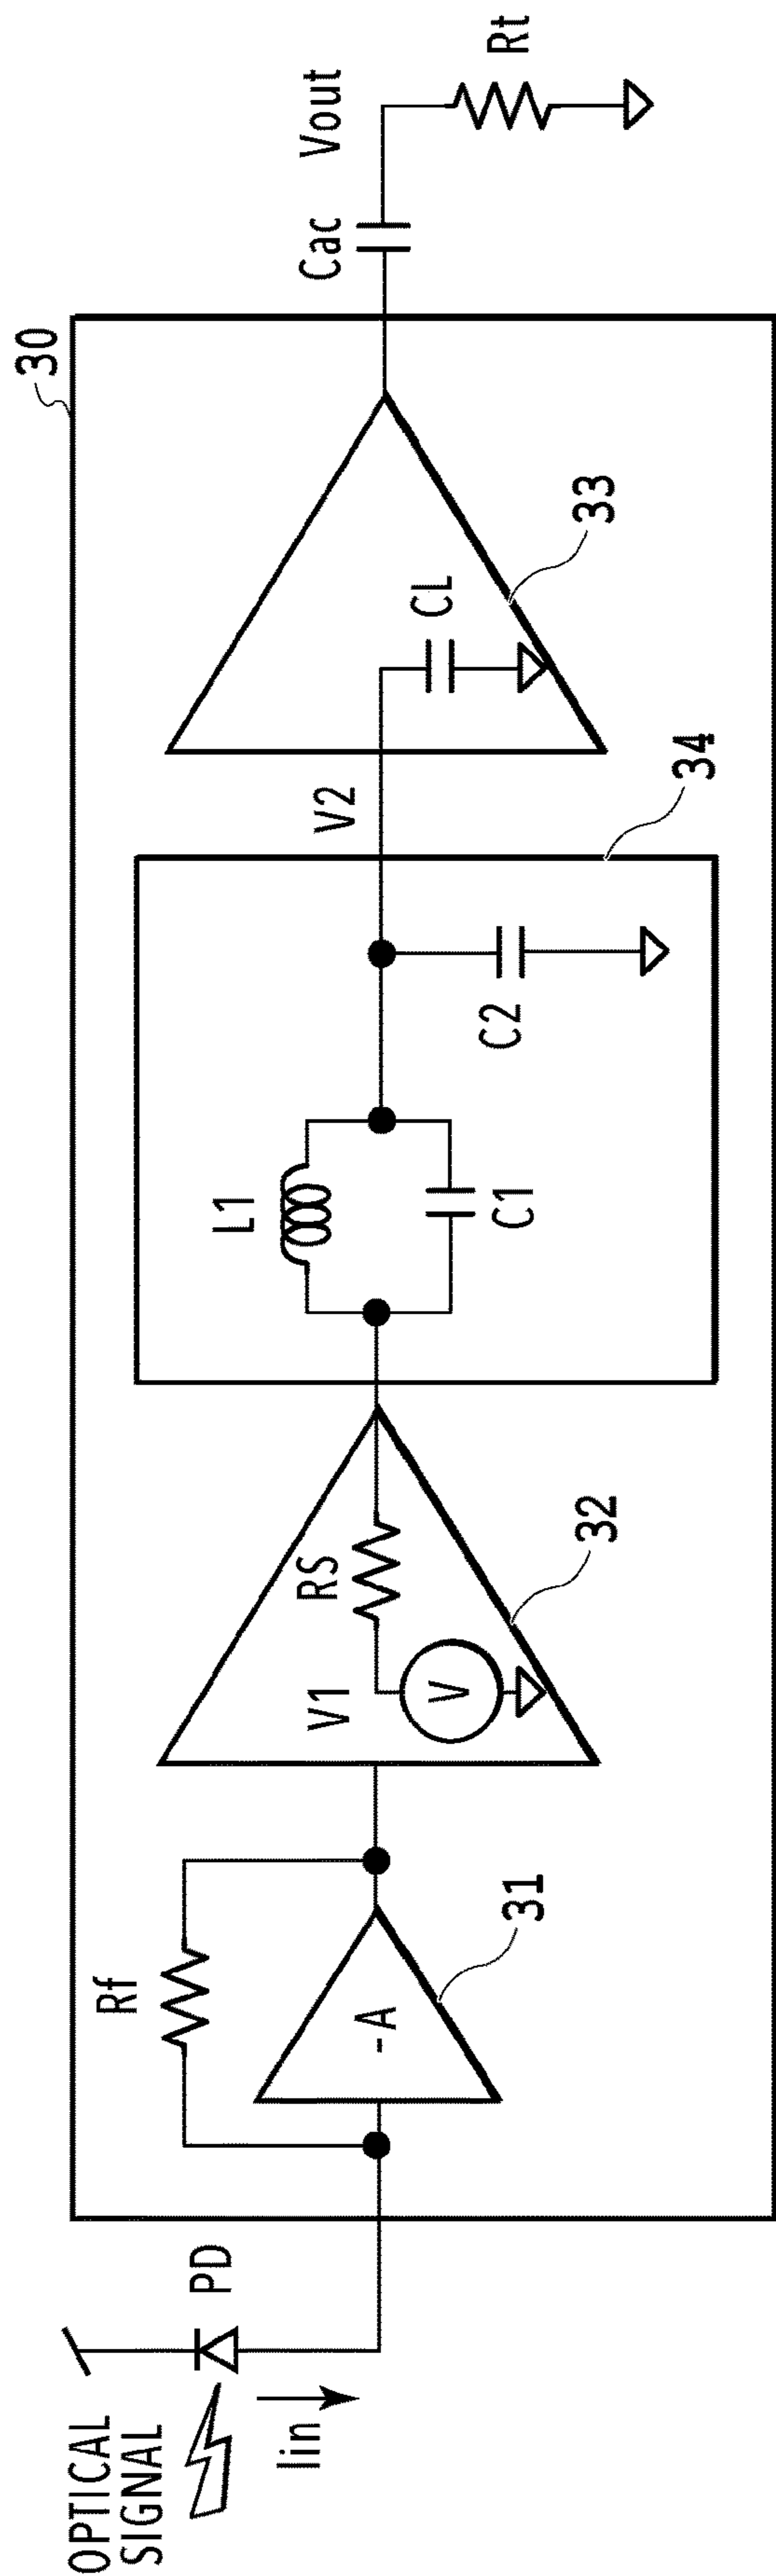 OPTICAL
SIGNAL
PD
Iin
Rf
-A
31
V1
V
RS
32
L1
C1
C2
34
V2
CL
33
30
Cac
Vout
Rt